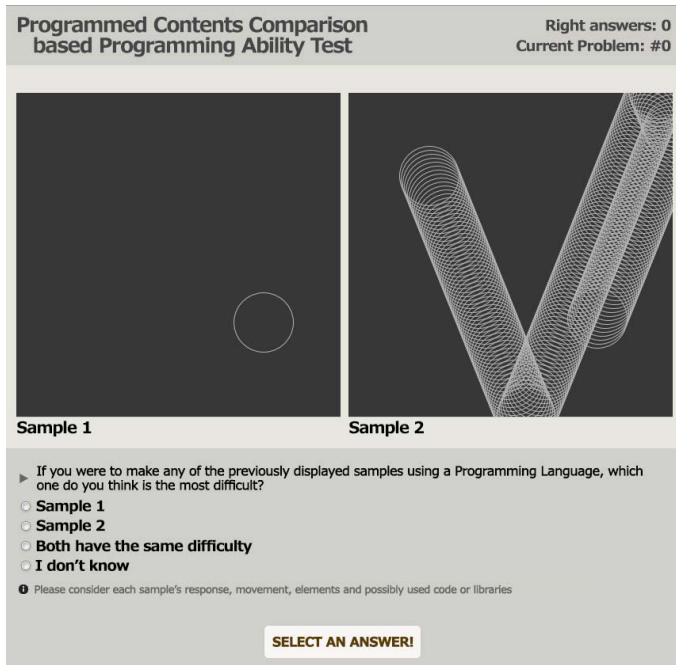 Programmed Contents Comparison
based Programming Ability Test
Right answers: 0
Current Problem: #0
Sample 1
Sample 2
If you were to make any of the previously displayed samples using a Programming Language, which
one do you think is the most difficult?
Sample 1
Sample 2
Both have the same difficulty
I don't know
Please consider each sample's response, movement, elements and possibly used code or libraries
SELECT AN ANSWER!